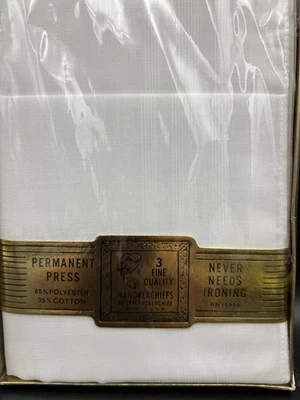 PERMANENT
PRESS
65% POLYESTER
35% COTTON
3
FINE
QUALITY
HANDKERCHIEFS
NEVER
NEEDS
IRONING